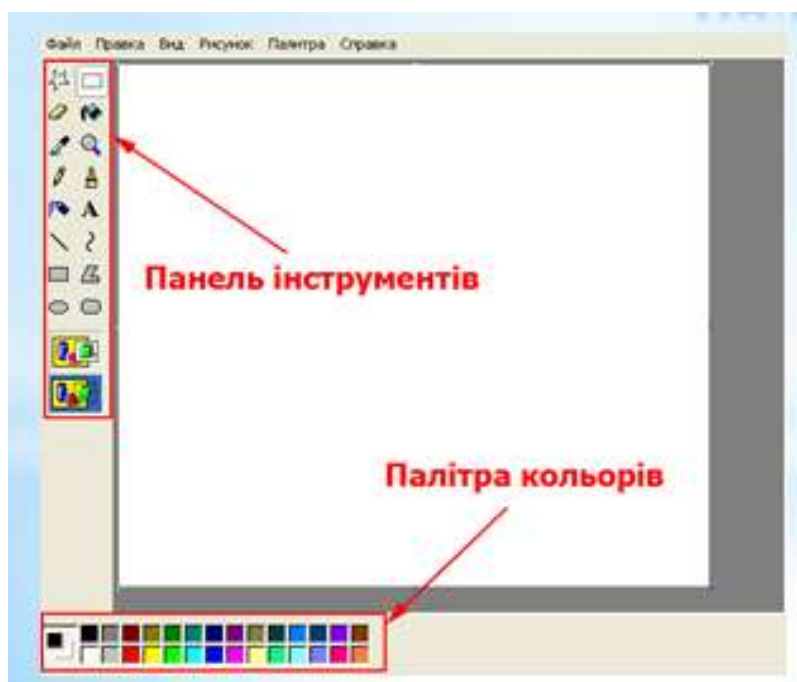 Файл Правка Вид Рисунок Палитра Справка
A
Панель інструментів
Палітра кольорів